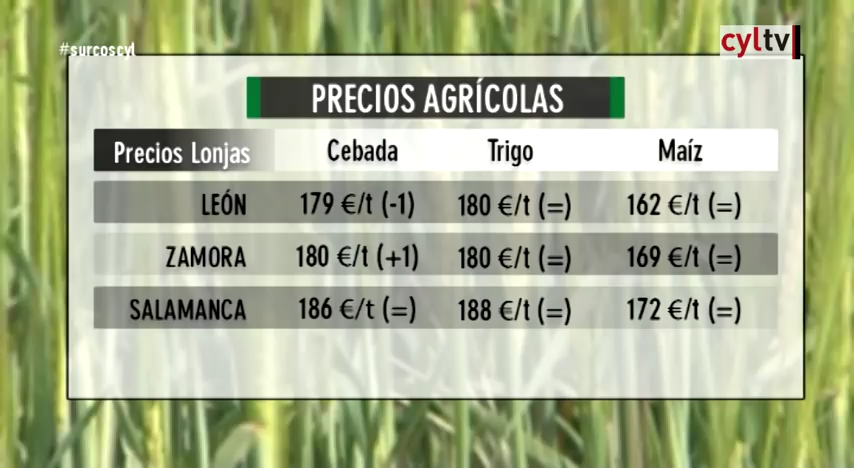 #surcoscyl
cyltv
PRECIOS AGRÍCOLAS
Precios Lonjas Cebada Trigo Maíz
LEÓN 179 €/t (-1) 180 €/t (=) 162 €/t (=)
ZAMORA 180 €/t (+1) 180 €/t (=) 169 €/t (=)
SALAMANCA 186 €/t (=) 188 €/t (=) 172 €/t (=)